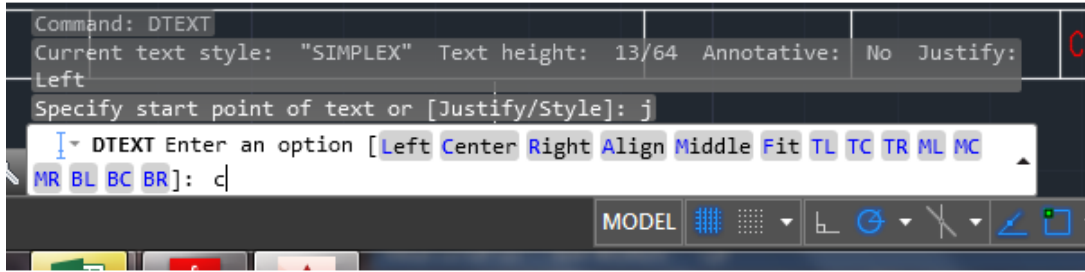 Command: DTEXT
Current text style: "SIMPLEX" Text height: 13/64 Annotative: No Justify:
Left
Specify start point of text or [Justify/Style]: j
DTEXT Enter an option [Left Center Right Align Middle Fit TL TC TR ML MC
MR BL BC BR]: c
MODEL